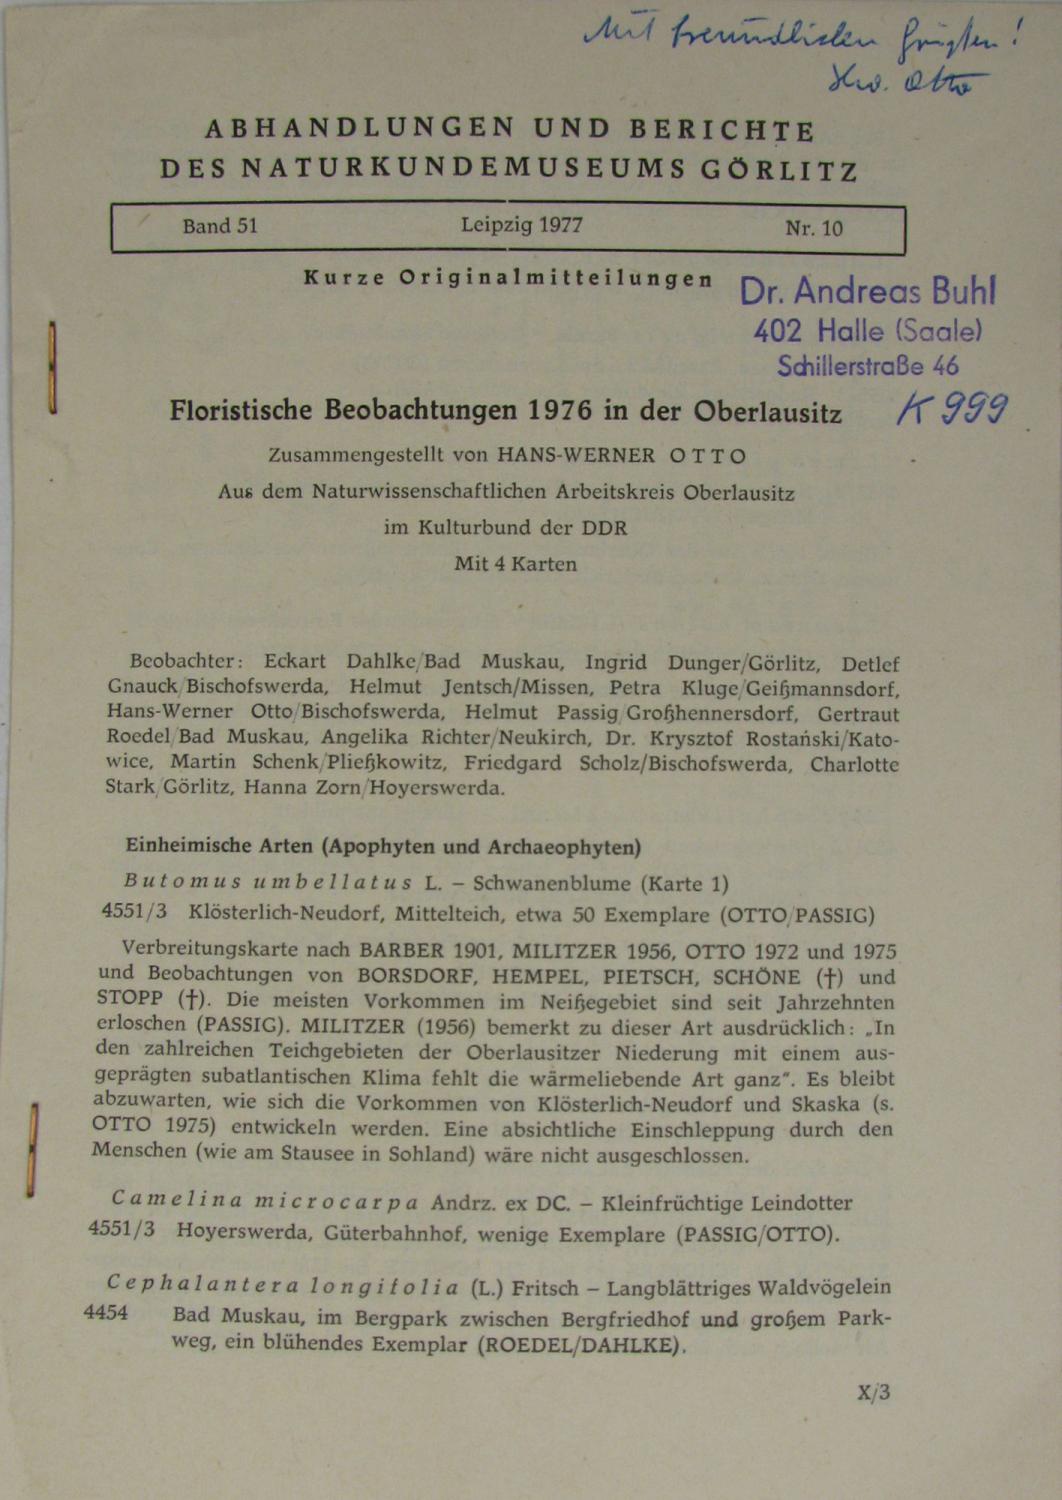 Mit freundlichen Grüßen!
Hw. Otto
ABHANDLUNGEN UND BERICHTE
DES NATURKUNDEMUSEUMS GÖRLITZ
Band 51 Leipzig 1977 Nr. 10
Kurze Originalmitteilungen
Dr. Andreas Buhl
402 Halle (Saale)
Schillerstraße 46
Floristische Beobachtungen 1976 in der Oberlausitz
K 999
Zusammengestellt von HANS-WERNER OTTO
Aus dem Naturwissenschaftlichen Arbeitskreis Oberlausitz
im Kulturbund der DDR
Mit 4 Karten
Beobachter: Eckart Dahlke/Bad Muskau, Ingrid Dunger/Görlitz, Detlef
Gnauck/Bischofswerda, Helmut Jentsch/Missen, Petra Kluge/Geißmannsdorf,
Hans-Werner Otto/Bischofswerda, Helmut Passig/Großhennersdorf, Gertraut
Roedel/Bad Muskau, Angelika Richter/Neukirch, Dr. Krysztof Rostański/Kato-
wice, Martin Schenk/Pließkowitz, Friedgard Scholz/Bischofswerda, Charlotte
Stark/Görlitz, Hanna Zorn/Hoyerswerda.
Einheimische Arten (Apophyten und Archaeophyten)
Butomus umbellatus L. – Schwanenblume (Karte 1)
4551/3 Klösterlich-Neudorf, Mittelteich, etwa 50 Exemplare (OTTO/PASSIG)
Verbreitungskarte nach BARBER 1901, MILITZER 1956, OTTO 1972 und 1975
und Beobachtungen von BORSDORF, HEMPEL, PIETSCH, SCHÖNE (†) und
STOPP (†). Die meisten Vorkommen im Neißegebiet sind seit Jahrzehnten
erloschen (PASSIG). MILITZER (1956) bemerkt zu dieser Art ausdrücklich: „In
den zahlreichen Teichgebieten der Oberlausitzer Niederung mit einem aus-
geprägten subatlantischen Klima fehlt die wärmeliebende Art ganz". Es bleibt
abzuwarten, wie sich die Vorkommen von Klösterlich-Neudorf und Skaska (s.
OTTO 1975) entwickeln werden. Eine absichtliche Einschleppung durch den
Menschen (wie am Stausee in Sohland) wäre nicht ausgeschlossen.
Camelina microcarpa Andrz. ex DC. – Kleinfrüchtige Leindotter
4551/3 Hoyerswerda, Güterbahnhof, wenige Exemplare (PASSIG/OTTO).
Cephalantera longifolia (L.) Fritsch – Langblättriges Waldvögelein
4454 Bad Muskau, im Bergpark zwischen Bergfriedhof und großem Park-
weg, ein blühendes Exemplar (ROEDEL/DAHLKE).
X/3